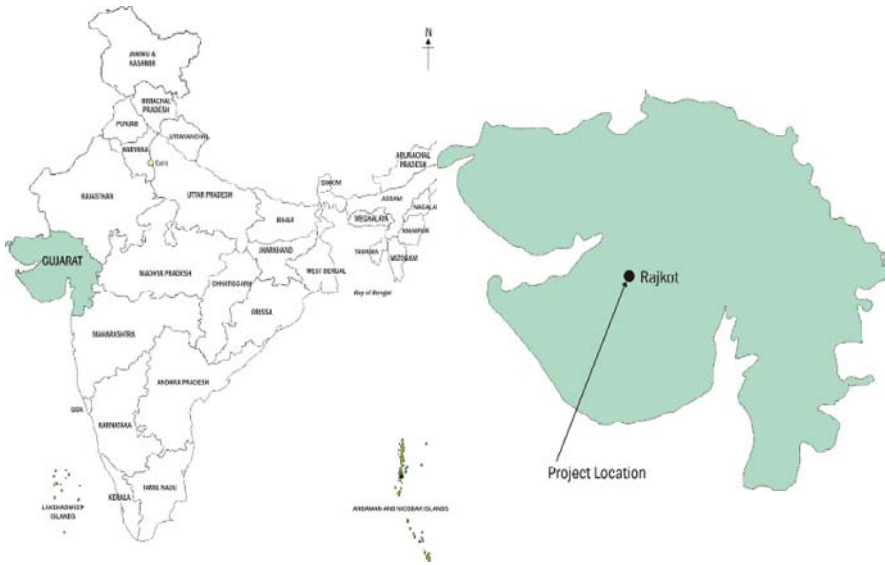 N
JAMMU &
KASHMIR
HIMACHAL
PRADESH
PUNJAB
UTTARANCHAL
HARYANA
Delhi
ARUNACHAL
PRADESH
RAJASTHAN
UTTAR PRADESH
SIKKIM
ASSAM
NAGALA
BIHAR
MEGHALAYA
MANIPUR
GUJARAT
JHARKHAND
TRIPURA
MIZORAM
MADHYA PRADESH
WEST BENGAL
CHHATTISGARH
Bay of Bengal
ORISSA
MAHARASHTRA
ANDHRA PRADESH
GOA
KARNATAKA
TAMIL NADU
KERALA
LAKSHADWEEP
ISLANDS
ANDAMAN AND NICOBAR ISLANDS
Rajkot
Project Location